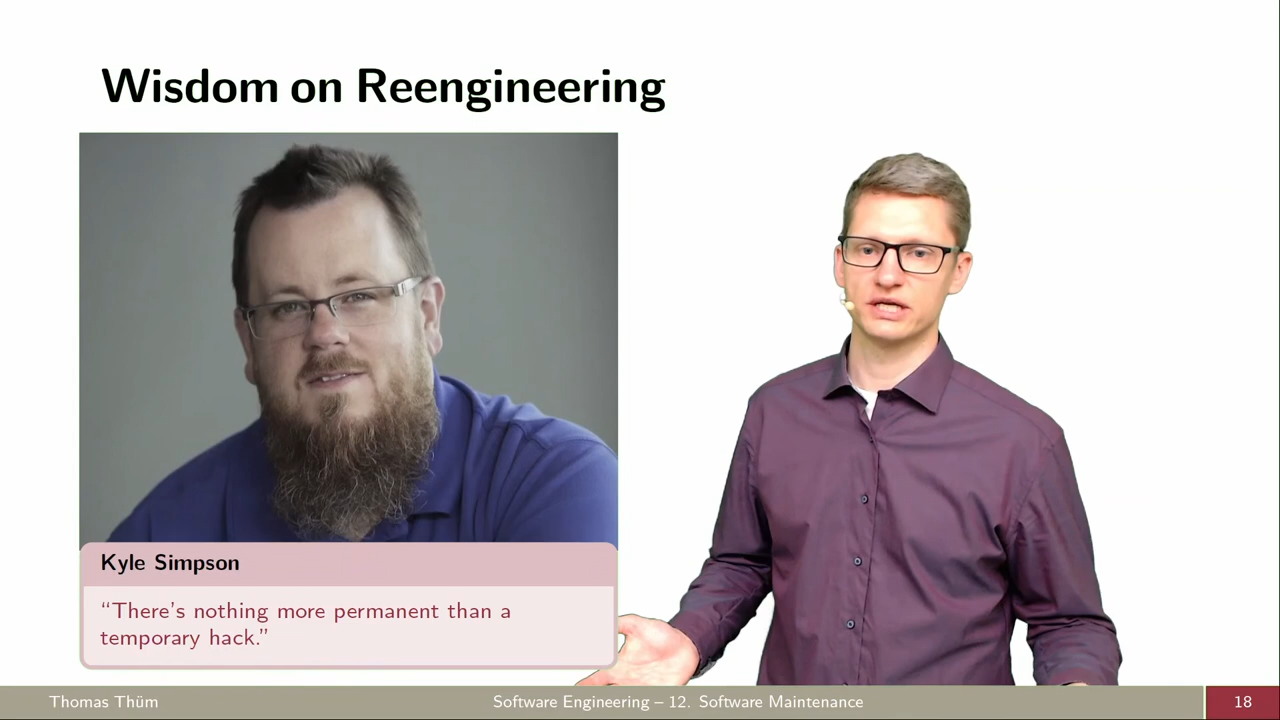 Wisdom on Reengineering
Kyle Simpson
“There’s nothing more permanent than a
temporary hack.”
Thomas Thüm
Software Engineering – 12. Software Maintenance
18